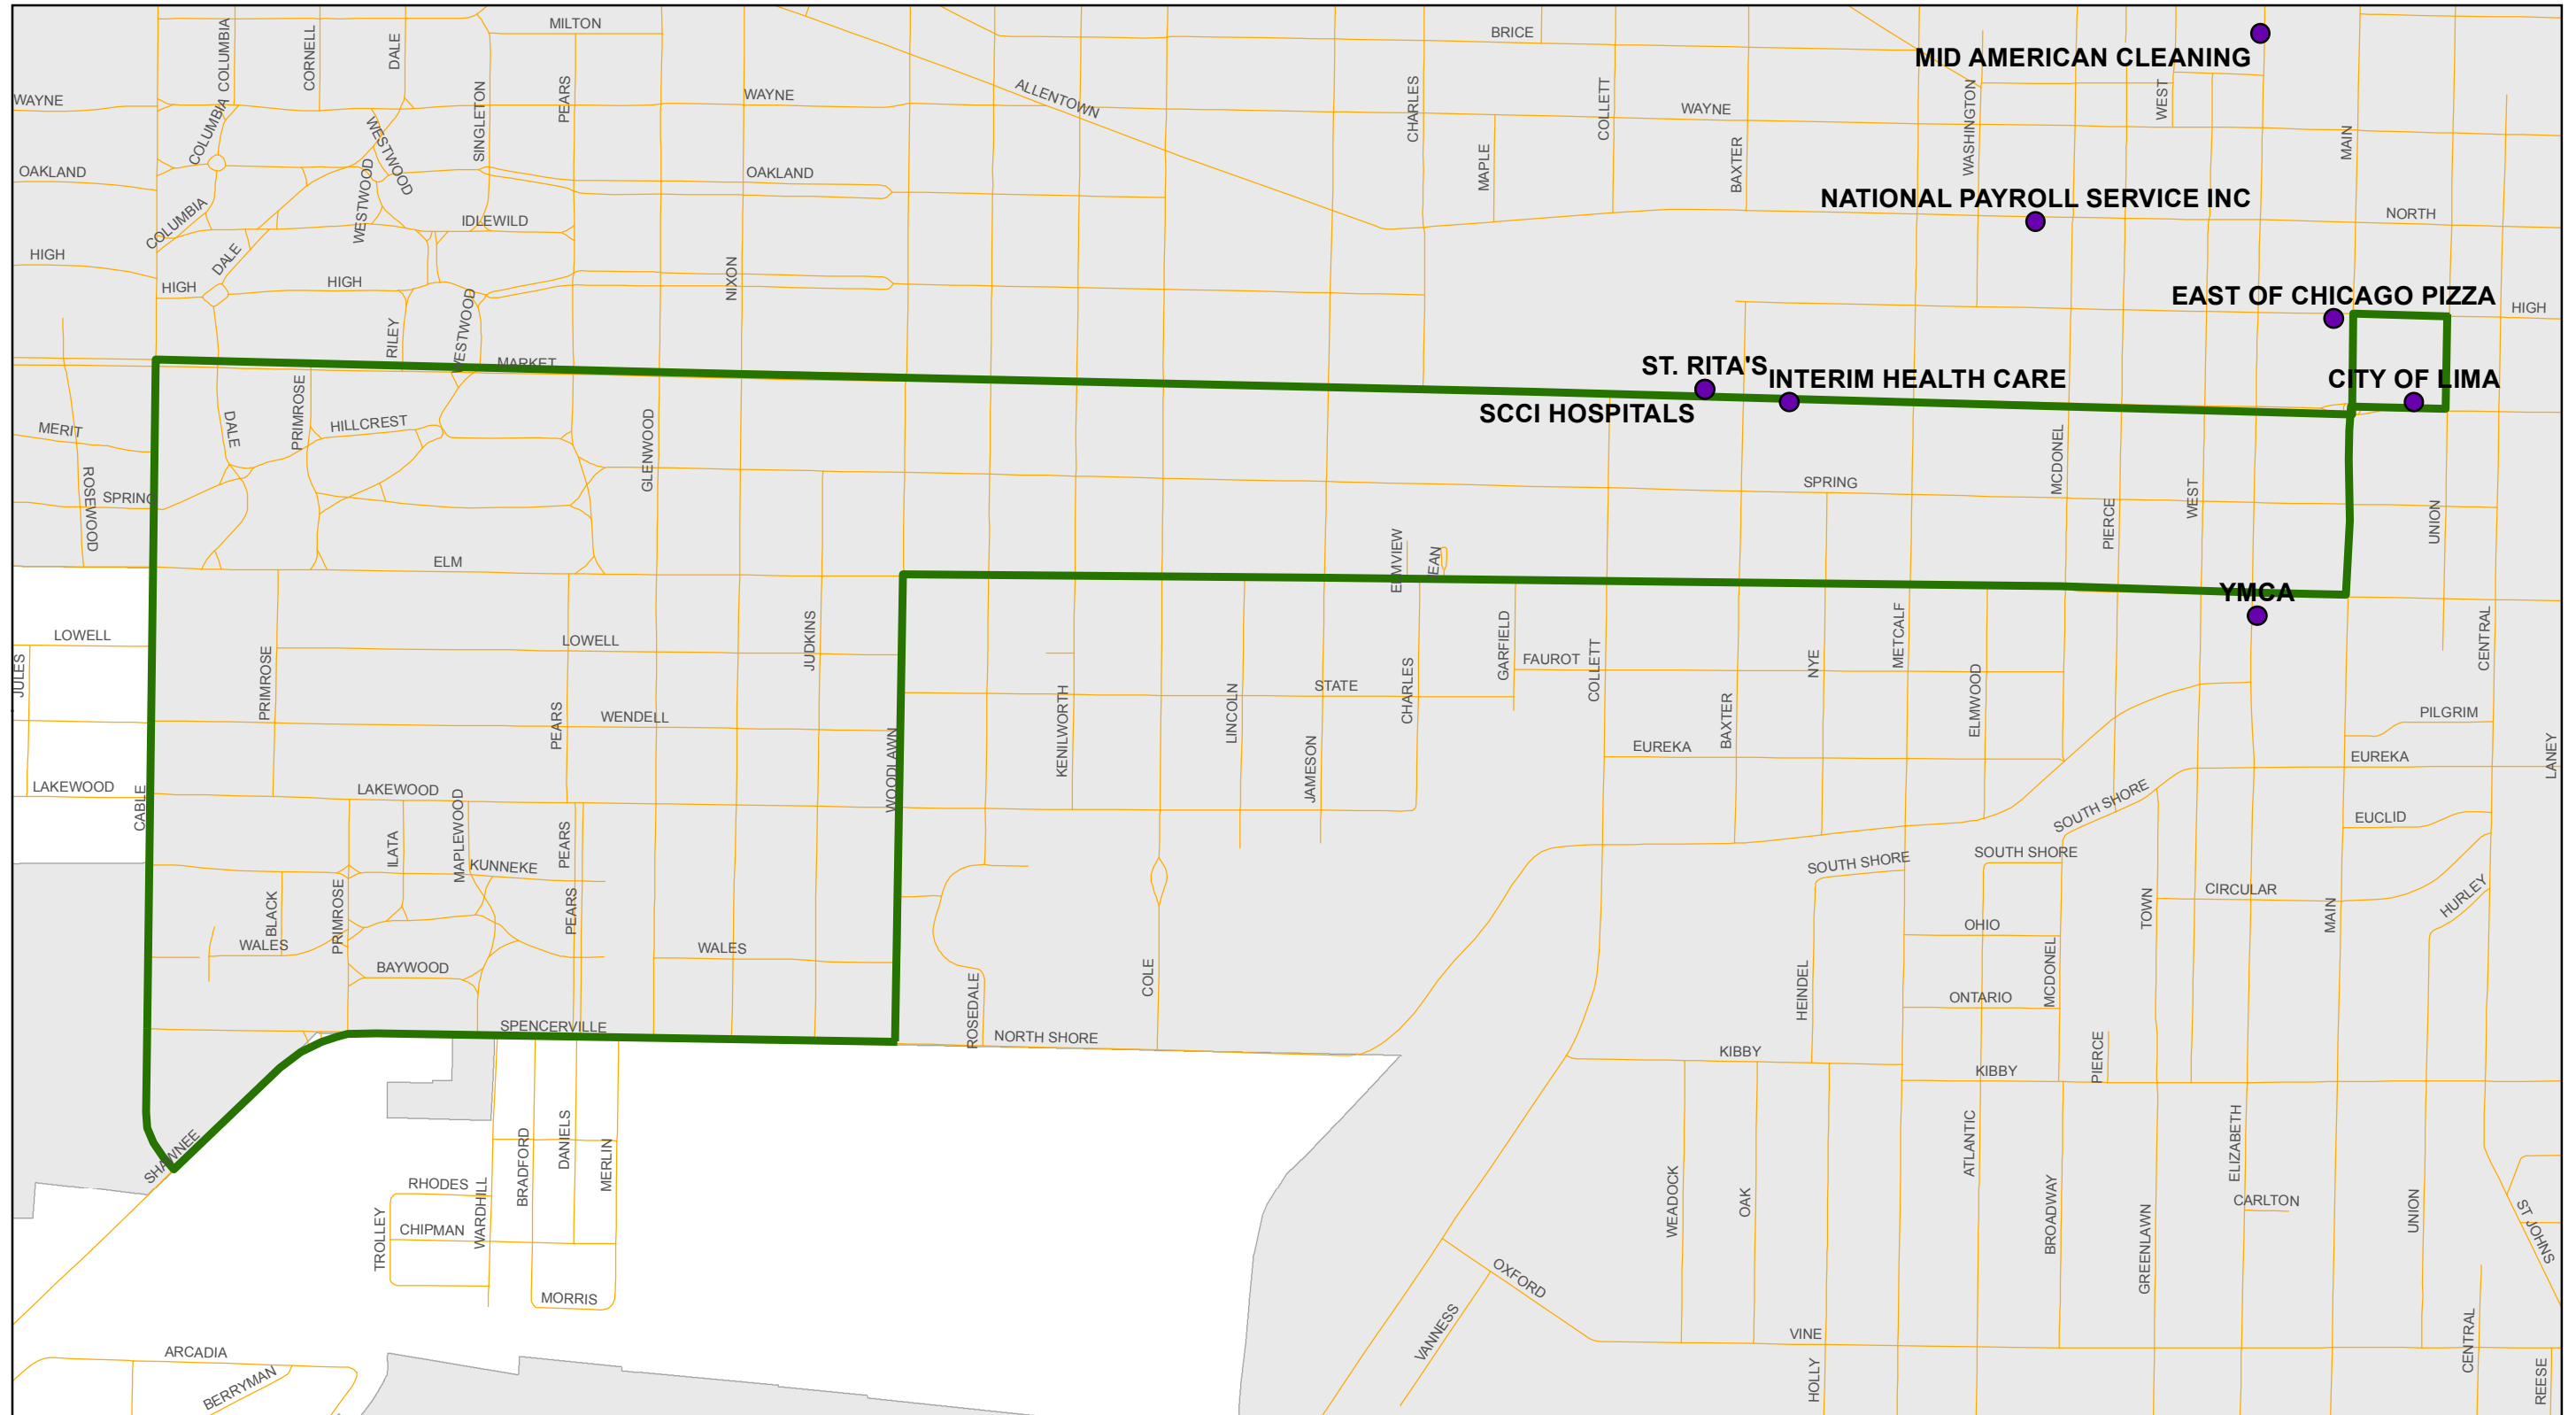 MILTON
BRICE
COLUMBIA
CORNELL
DALE
MID AMERICAN CLEANING
SINGLETON
PEARS
WAYNE
WAYNE
ALLENTOWN
CHARLES
COLLETT
WAYNE
WASHINGTON
WEST
MAIN
COLUMBIA
WESTWOOD
MAPLE
BAXTER
OAKLAND
OAKLAND
WESTWOOD
NATIONAL PAYROLL SERVICE INC
COLUMBIA
IDLEWILD
NORTH
HIGH
DALE
HIGH
HIGH
NIXON
EAST OF CHICAGO PIZZA
HIGH
RILEY
WESTWOOD
MARKET
ST. RITA'S
INTERIM HEALTH CARE
CITY OF LIMA
SCCI HOSPITALS
MERIT
DALE
PRIMROSE
HILLCREST
GLENWOOD
MCDONEL
ROSEWOOD
SPRING
SPRING
PIERCE
WEST
UNION
ELM
ELMVIEW
JEAN
YMCA
LOWELL
LOWELL
JUDKINS
JULES
PRIMROSE
GARFIELD
FAUROT
COLLETT
NYE
METCALF
CENTRAL
STATE
KENILWORTH
LINCOLN
CHARLES
ELMWOOD
PEARS
WENDELL
BAXTER
PILGRIM
WOODLAWN
JAMESON
EUREKA
EUREKA
LANEY
LAKEWOOD
CABLE
LAKEWOOD
SOUTH SHORE
EUCLID
ILATA
MAPLEWOOD
PEARS
KUNNEKE
SOUTH SHORE
SOUTH SHORE
BLACK
PRIMROSE
PEARS
TOWN
CIRCULAR
MAIN
HURLEY
WALES
WALES
OHIO
BAYWOOD
COLE
HEINDEL
MCDONEL
ROSEDALE
ONTARIO
SPENCERVILLE
NORTH SHORE
KIBBY
PIERCE
KIBBY
SHAWNEE
BRADFORD
DANIELS
MERLIN
ATLANTIC
ELIZABETH
RHODES
WARDHILL
WEADOCK
OAK
BROADWAY
CARLTON
UNION
ST JOHNS
TROLLEY
CHIPMAN
GREENLAWN
OXFORD
MORRIS
VANNESS
VINE
CENTRAL
ARCADIA
BERRYMAN
HOLLY
REESE